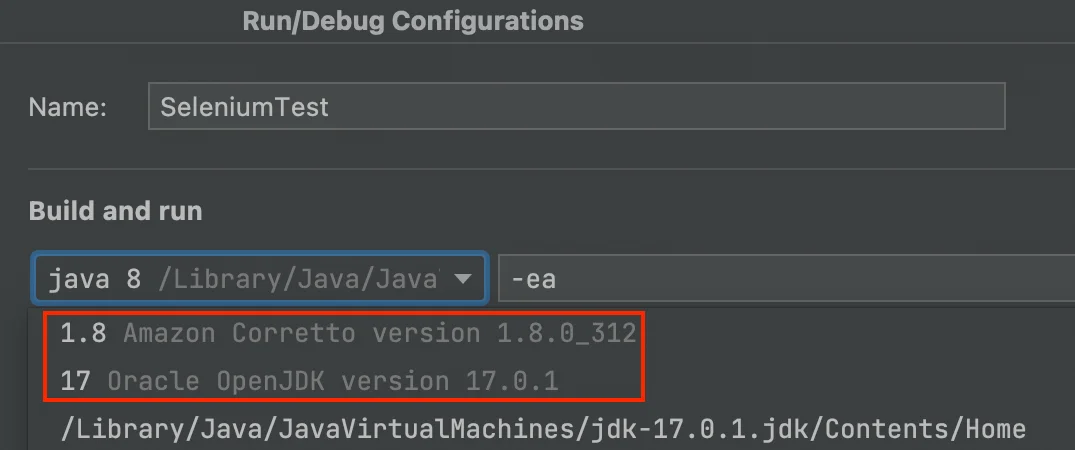 Run/Debug Configurations
Name: SeleniumTest
Build and run
java 8 /Library/Java/Java -ea
1.8 Amazon Corretto version 1.8.0_312
17 Oracle OpenJDK version 17.0.1
/Library/Java/JavaVirtualMachines/jdk-17.0.1.jdk/Contents/Home